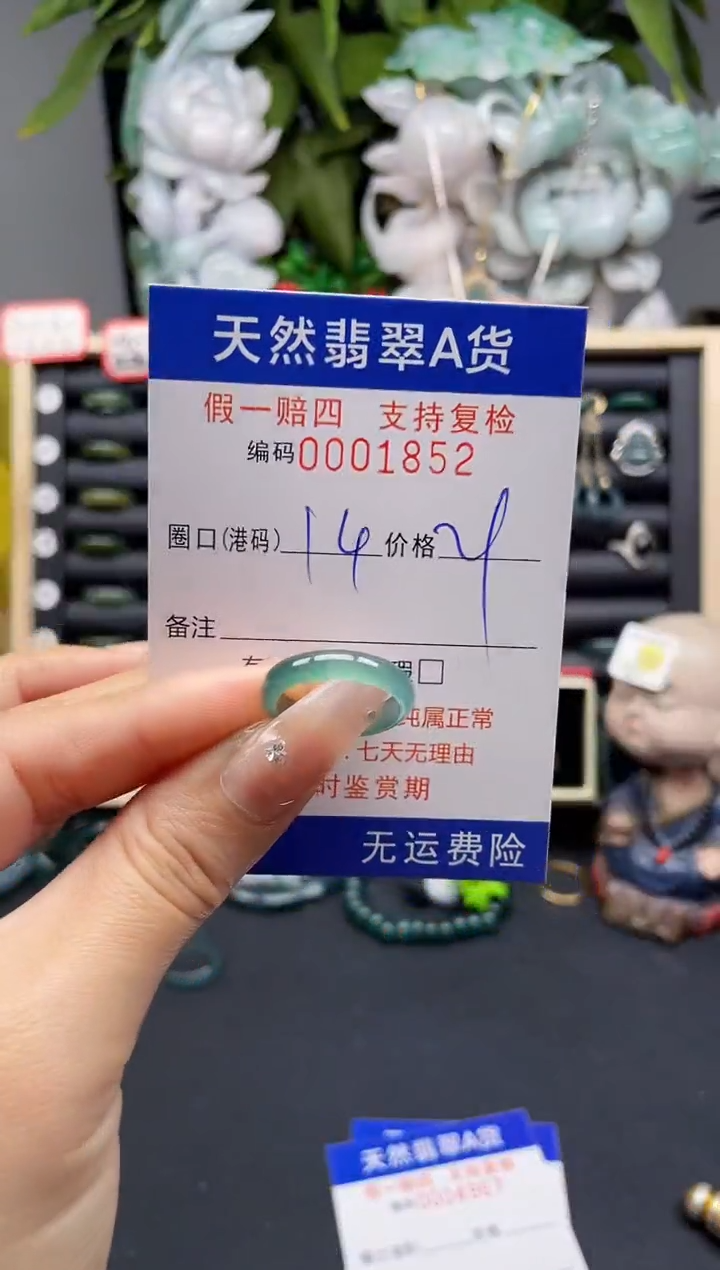 天然翡翠A货
假一赔四 支持复检
编码0001852
圈口(港码) 14 价格
备注
纯属正常
七天无理由
时鉴赏期
无运费险
天然翡翠A货